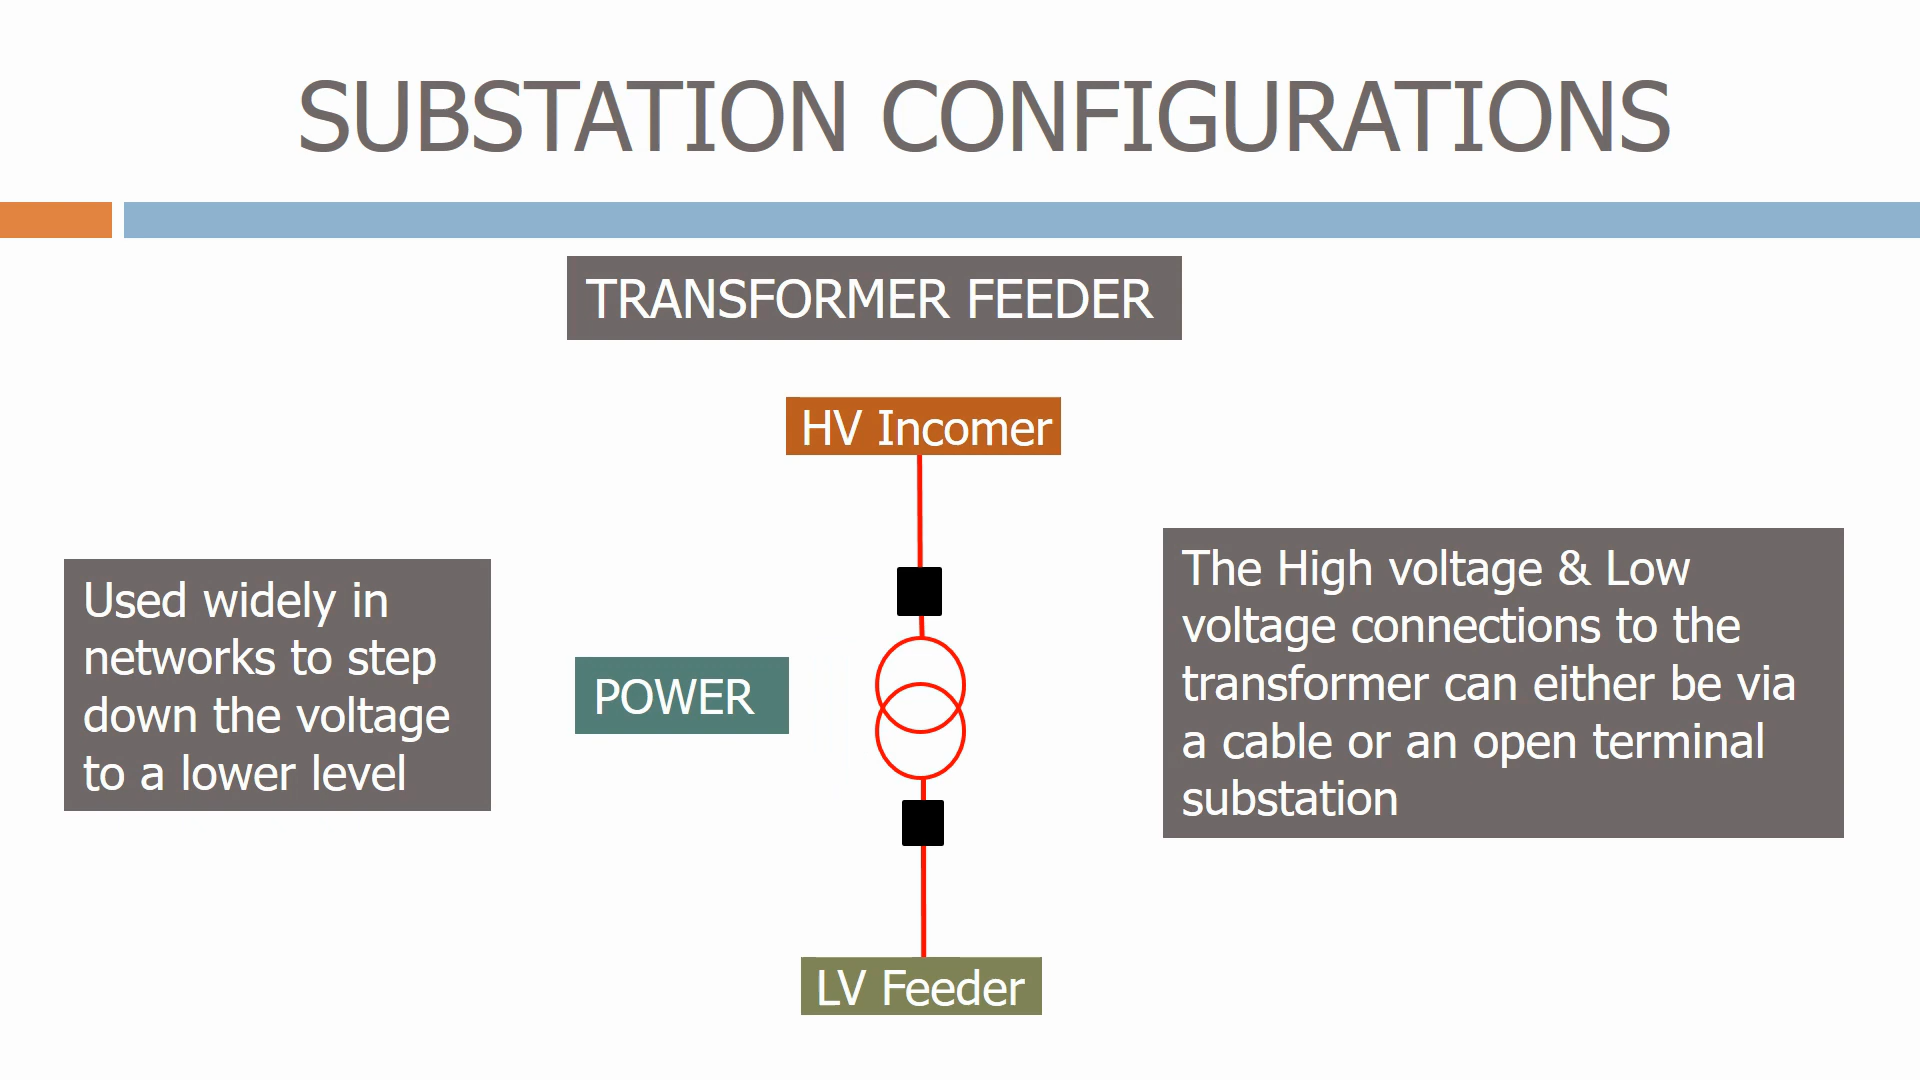 SUBSTATION CONFIGURATIONS
TRANSFORMER FEEDER
HV Incomer
Used widely in
networks to step
down the voltage
to a lower level
POWER
The High voltage & Low
voltage connections to the
transformer can either be via
a cable or an open terminal
substation
LV Feeder